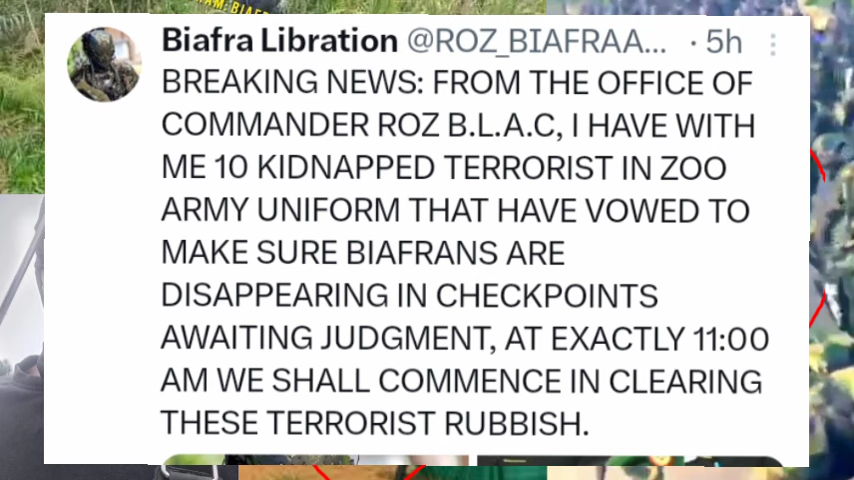 AM: BIAFR
Biafra Libration @ROZ_BIAFRAA... · 5h
BREAKING NEWS: FROM THE OFFICE OF
COMMANDER ROZ B.L.A.C, I HAVE WITH
ME 10 KIDNAPPED TERRORIST IN ZOO
ARMY UNIFORM THAT HAVE VOWED TO
MAKE SURE BIAFRANS ARE
DISAPPEARING IN CHECKPOINTS
AWAITING JUDGMENT, AT EXACTLY 11:00
AM WE SHALL COMMENCE IN CLEARING
THESE TERRORIST RUBBISH.